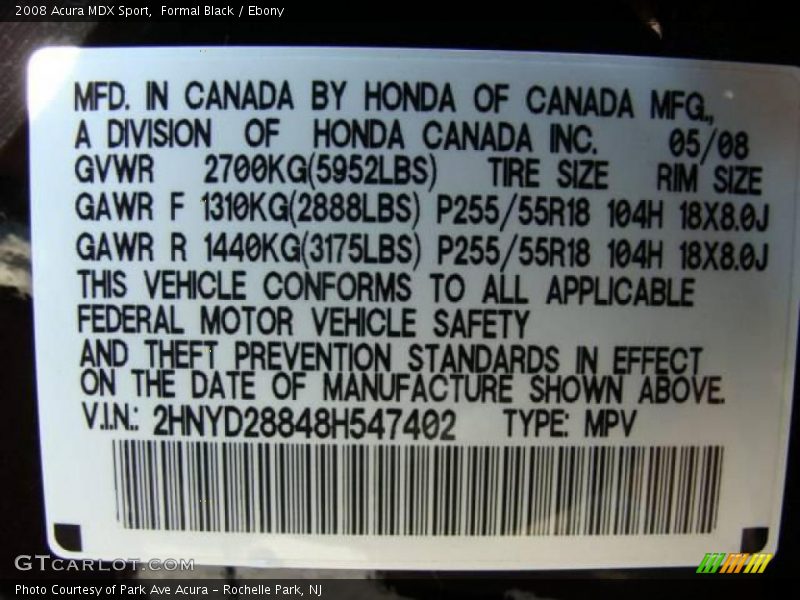 2008 Acura MDX Sport,  Formal Black / Ebony
MFD. IN CANADA BY HONDA OF CANADA MFG.,
A DIVISION OF HONDA CANADA INC. 05/08
GVWR 2700KG(5952LBS) TIRE SIZE RIM SIZE
GAWR F 1310KG(2888LBS) P255/55R18 104H 18X8.0J
GAWR R 1440KG(3175LBS) P255/55R18 104H 18X8.0J
THIS VEHICLE CONFORMS TO ALL APPLICABLE
FEDERAL MOTOR VEHICLE SAFETY
AND THEFT PREVENTION STANDARDS IN EFFECT
ON THE DATE OF MANUFACTURE SHOWN ABOVE.
V.I.N.: 2HNYD28848H547402 TYPE: MPV
GTCARLOT.COM
Photo Courtesy of Park Ave Acura – Rochelle Park, NJ